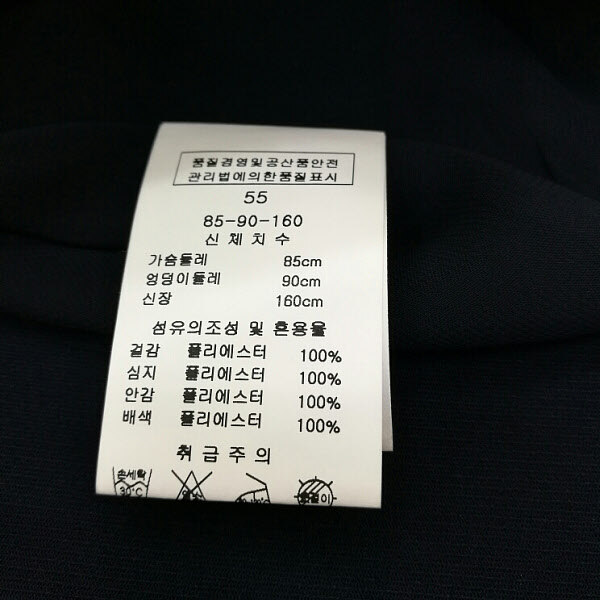 품질경영및공산품안전
관리법에의한품질표시
55
85-90-160
신체치수
가슴둘레 85cm
엉덩이둘레 90cm
신장 160cm
섬유의조성 및 혼용율
겉감 폴리에스터 100%
심지 폴리에스터 100%
안감 폴리에스터 100%
배색 폴리에스터 100%
취급주의
손세탁
30°C